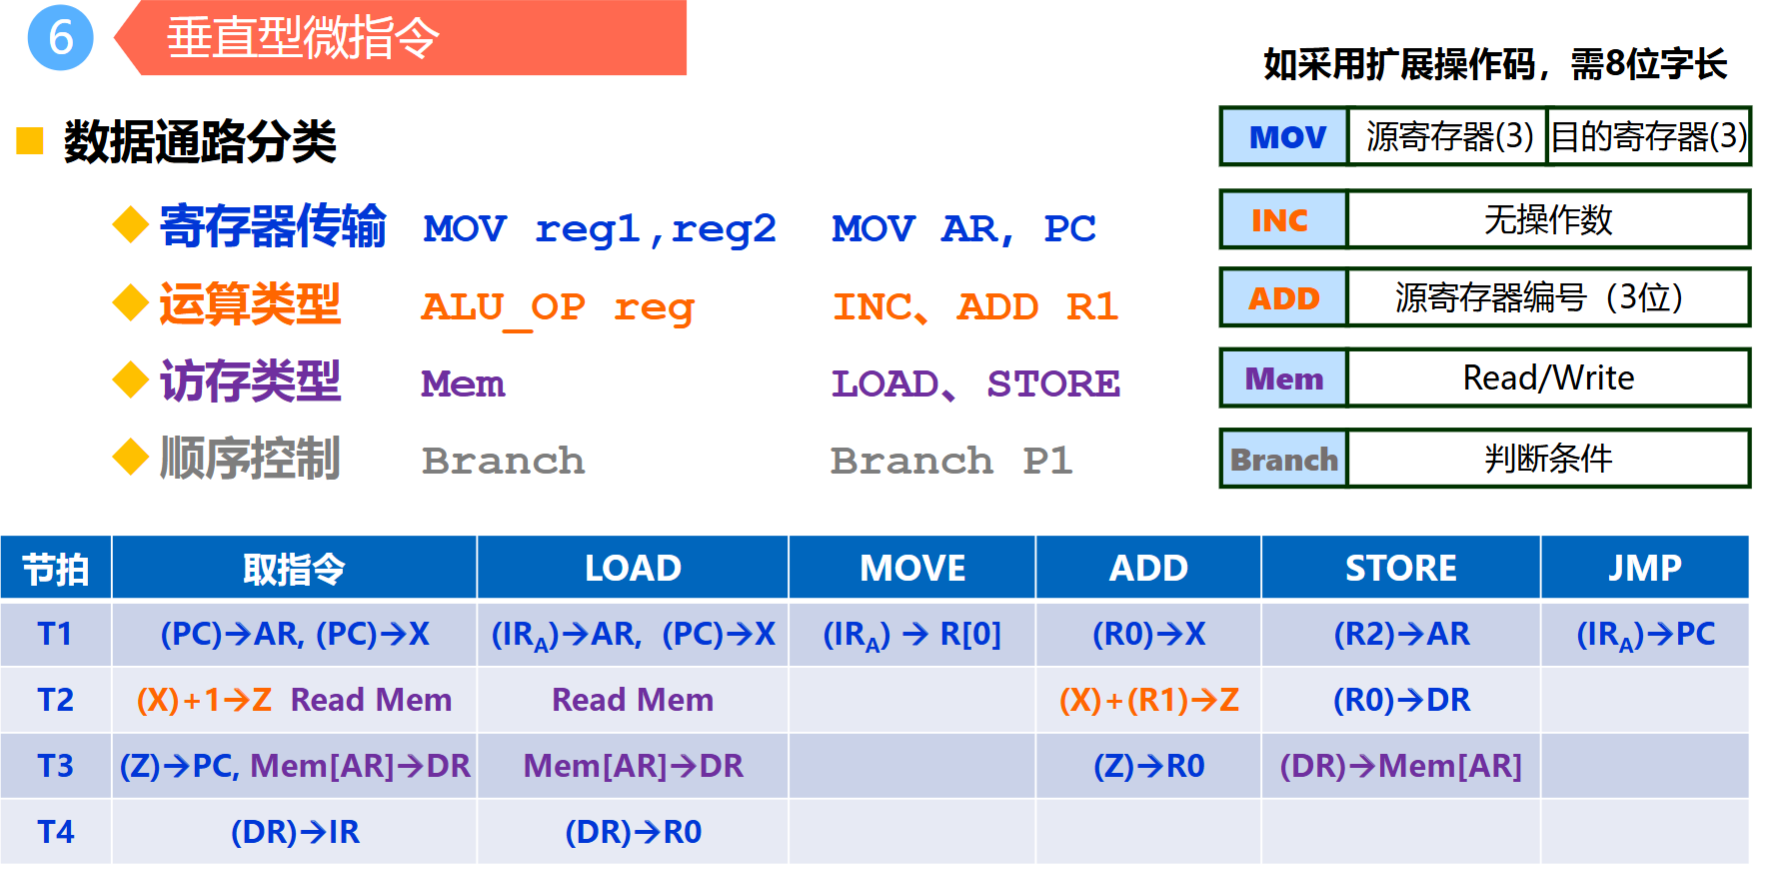 6 垂直型微指令
如采用扩展操作码，需8位字长
数据通路分类
寄存器传输 MOV reg1,reg2 MOV AR, PC
运算类型 ALU_OP reg INC、ADD R1
访存类型 Mem LOAD、STORE
顺序控制 Branch Branch P1
MOV 源寄存器(3) 目的寄存器(3)
INC 无操作数
ADD 源寄存器编号（3位）
Mem Read/Write
Branch 判断条件
节拍 取指令 LOAD MOVE ADD STORE JMP
T1 (PC)→AR, (PC)→X (IRA)→AR, (PC)→X (IRA) → R[0] (R0)→X (R2)→AR (IRA)→PC
T2 (X)+1→Z Read Mem Read Mem (X)+(R1)→Z (R0)→DR
T3 (Z)→PC, Mem[AR]→DR Mem[AR]→DR (Z)→R0 (DR)→Mem[AR]
T4 (DR)→IR (DR)→R0